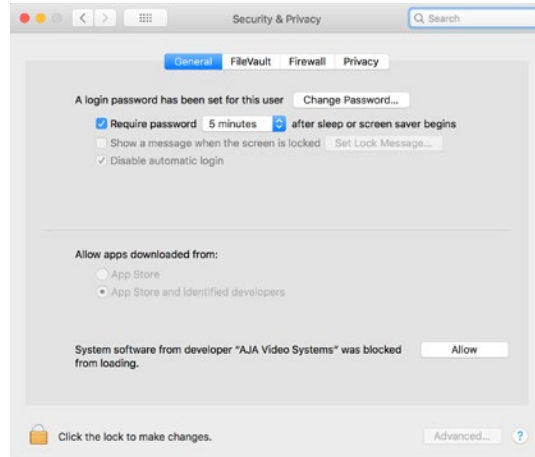 Security & Privacy
Search
General FileVault Firewall Privacy
A login password has been set for this user Change Password...
Require password 5 minutes after sleep or screen saver begins
Show a message when the screen is locked Set Lock Message...
Disable automatic login
Allow apps downloaded from:
App Store
App Store and identified developers
System software from developer “AJA Video Systems” was blocked Allow
from loading.
Click the lock to make changes. Advanced... ?